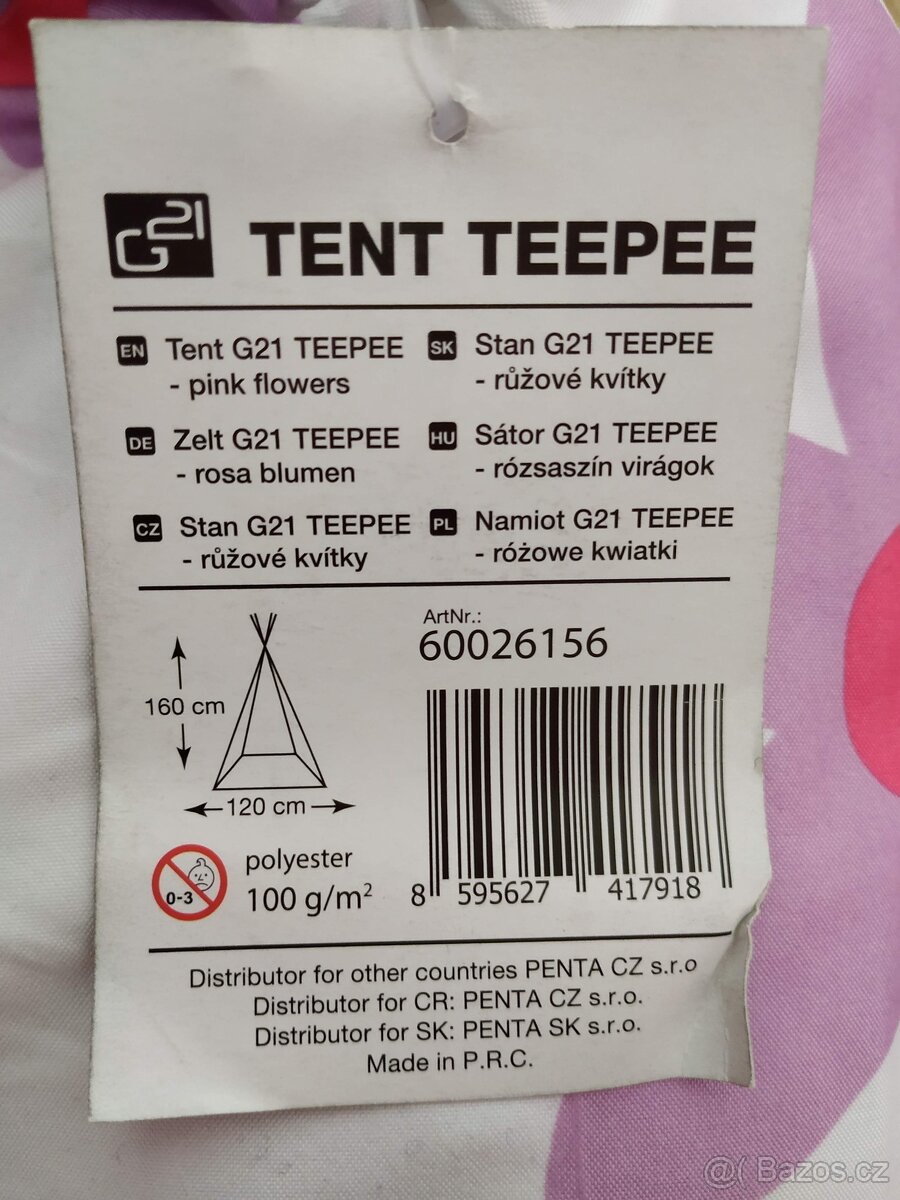 G21 TENT TEEPEE
EN Tent G21 TEEPEE
- pink flowers
SK Stan G21 TEEPEE
- růžové kvítky
DE Zelt G21 TEEPEE
- rosa blumen
HU Sátor G21 TEEPEE
- rózsaszín virágok
CZ Stan G21 TEEPEE
- růžové kvítky
PL Namiot G21 TEEPEE
- różowe kwiatki
160 cm
120 cm
ArtNr.:
60026156
0-3
polyester
100 g/m²
8 595627 417918
Distributor for other countries PENTA CZ s.r.o
Distributor for CR: PENTA CZ s.r.o.
Distributor for SK: PENTA SK s.r.o.
Made in P.R.C.
@( Bazos.cz